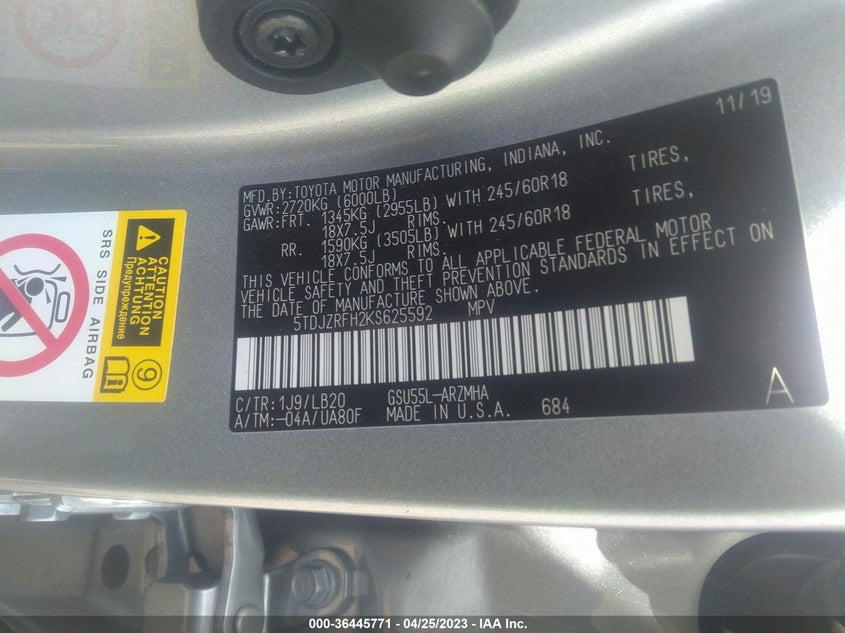 11/19
MFD.BY:TOYOTA MOTOR MANUFACTURING, INDIANA, INC.
GVWR:2720KG (6000LB)
GAWR:FRT. 1345KG (2955LB) WITH 245/60R18 TIRES,
18X7.5J RIMS.
RR. 1590KG (3505LB) WITH 245/60R18 TIRES,
18X7.5J RIMS.
THIS VEHICLE CONFORMS TO ALL APPLICABLE FEDERAL MOTOR
VEHICLE SAFETY AND THEFT PREVENTION STANDARDS IN EFFECT ON
THE DATE OF MANUFACTURE SHOWN ABOVE.
5TDJZRFH2KS625592 MPV
C/TR:1J9/LB20 GSU55L-ARZMHA
A/TM:-04A/UA80F MADE IN U.S.A. 684
A
SRS SIDE AIRBAG
CAUTION
ATTENTION
ACHTUNG
Предупреждение
9
000-36445771 - 04/25/2023 - IAA Inc.